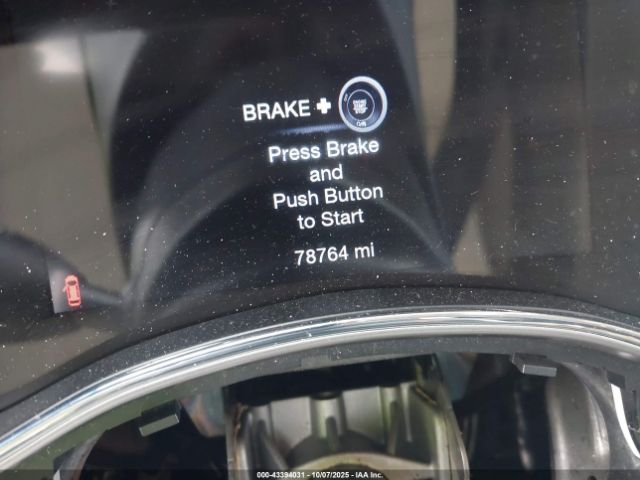 BRAKE +
Press Brake
and
Push Button
to Start
78764 mi
000-43394031 - 10/07/2025 - IAA Inc.